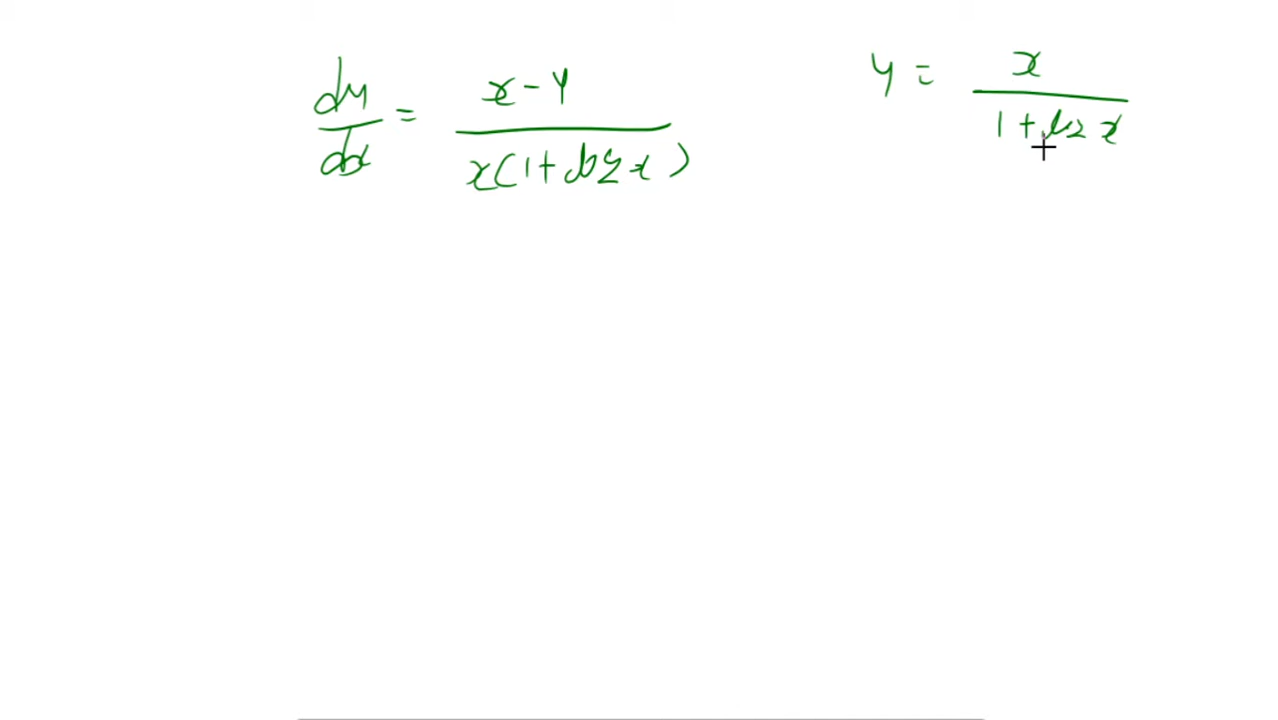 dy/dx = x - y / x(1 + log x)
y = x / 1 + log x